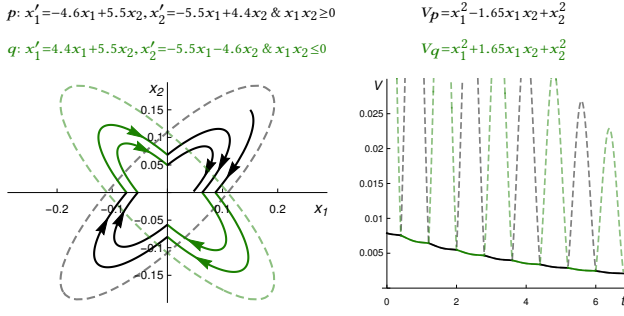 p: x₁′=−4.6x₁+5.5x₂, x₂′=−5.5x₁+4.4x₂ & x₁x₂≥0
Vp=x₁²−1.65x₁x₂+x₂²
q: x₁′=4.4x₁+5.5x₂, x₂′=−5.5x₁−4.6x₂ & x₁x₂≤0
Vq=x₁²+1.65x₁x₂+x₂²
x₂
0.15
0.1
0.05
−0.2
−0.1
0.1
0.2
x₁
−0.05
−0.1
−0.15
V
0.025
0.020
0.015
0.010
0.005
0
2
4
6
t